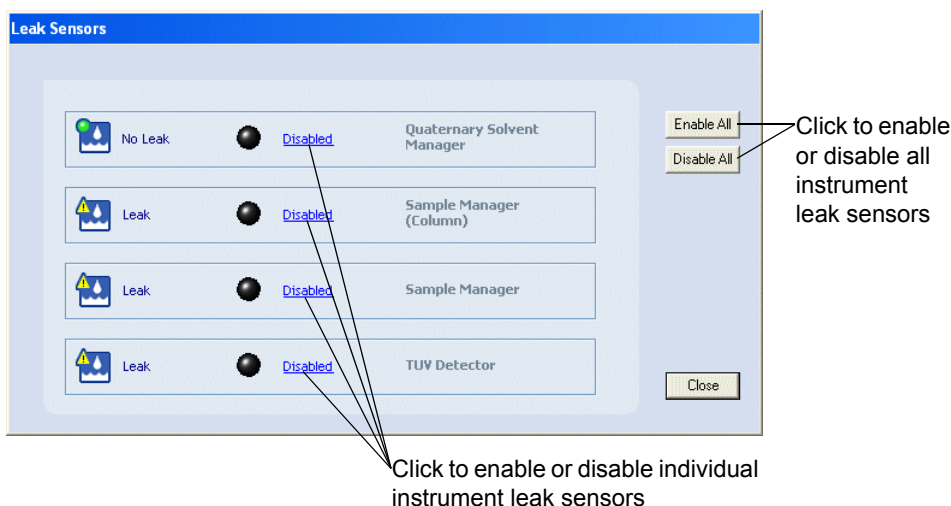 Leak Sensors
No Leak Disabled Quaternary Solvent
Manager
Leak Disabled Sample Manager
(Column)
Leak Disabled Sample Manager
Leak Disabled TUV Detector
Enable All
Disable All
Close
Click to enable
or disable all
instrument
leak sensors
Click to enable or disable individual
instrument leak sensors